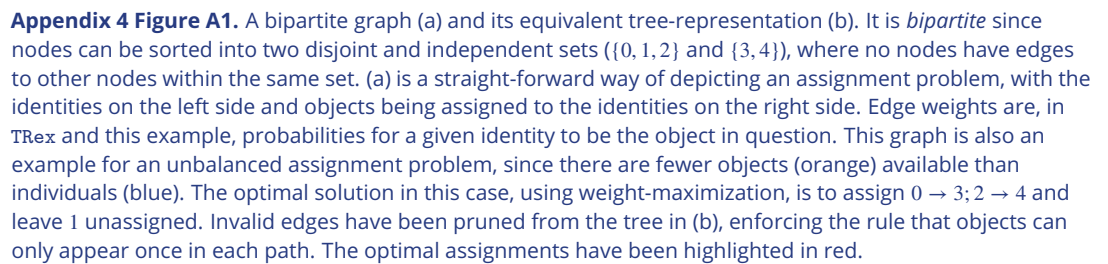 Appendix 4 Figure A1. A bipartite graph (a) and its equivalent tree-representation (b). It is bipartite since
nodes can be sorted into two disjoint and independent sets ({0, 1, 2} and {3, 4}), where no nodes have edges
to other nodes within the same set. (a) is a straight-forward way of depicting an assignment problem, with the
identities on the left side and objects being assigned to the identities on the right side. Edge weights are, in
TRex and this example, probabilities for a given identity to be the object in question. This graph is also an
example for an unbalanced assignment problem, since there are fewer objects (orange) available than
individuals (blue). The optimal solution in this case, using weight-maximization, is to assign 0 → 3; 2 → 4 and
leave 1 unassigned. Invalid edges have been pruned from the tree in (b), enforcing the rule that objects can
only appear once in each path. The optimal assignments have been highlighted in red.